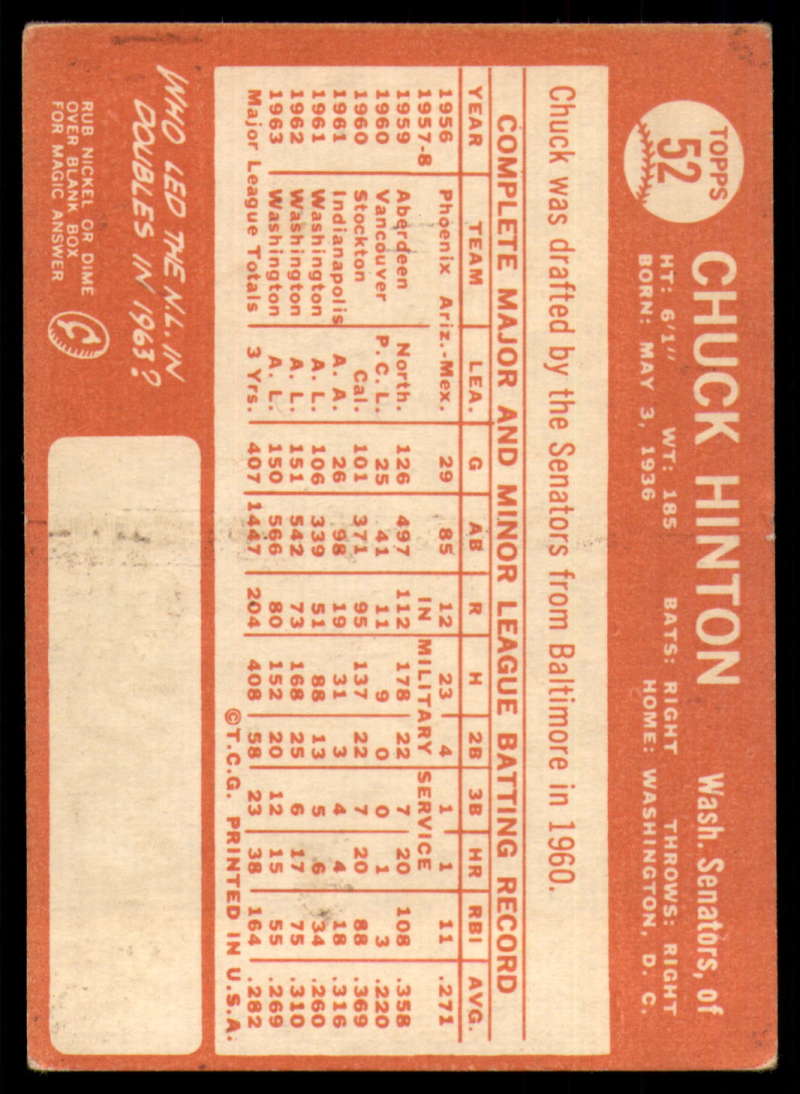 TOPPS
52
CHUCK HINTON
Wash. Senators, of
HT: 6'1" WT: 185 BATS: RIGHT THROWS: RIGHT
BORN: MAY 3, 1936 HOME: WASHINGTON, D. C.
Chuck was drafted by the Senators from Baltimore in 1960.
COMPLETE MAJOR AND MINOR LEAGUE BATTING RECORD
YEAR TEAM LEA. G AB R H 2B 3B HR RBI AVG.
1956 Phoenix Ariz.-Mex. 29 85 12 23 4 1 1 11 .271
1957-8 IN MILITARY SERVICE
1959 Aberdeen North. 126 497 112 178 22 7 20 108 .358
1960 Vancouver P.C.L. 25 41 11 9 0 0 1 3 .220
1960 Stockton Cal. 101 371 95 137 22 7 20 88 .369
1961 Indianapolis A. A. 26 98 19 31 3 4 4 18 .316
1961 Washington A. L. 106 339 51 88 13 5 6 34 .260
1962 Washington A. L. 151 542 73 168 25 6 17 75 .310
1963 Washington A. L. 150 566 80 152 20 12 15 55 .269
Major League Totals 3 Yrs. 407 1447 204 408 58 23 38 164 .282
©T.C.G. PRINTED IN U.S.A.
WHO LED THE N.L. IN
DOUBLES IN 1963?
RUB NICKEL OR DIME
OVER BLANK BOX
FOR MAGIC ANSWER